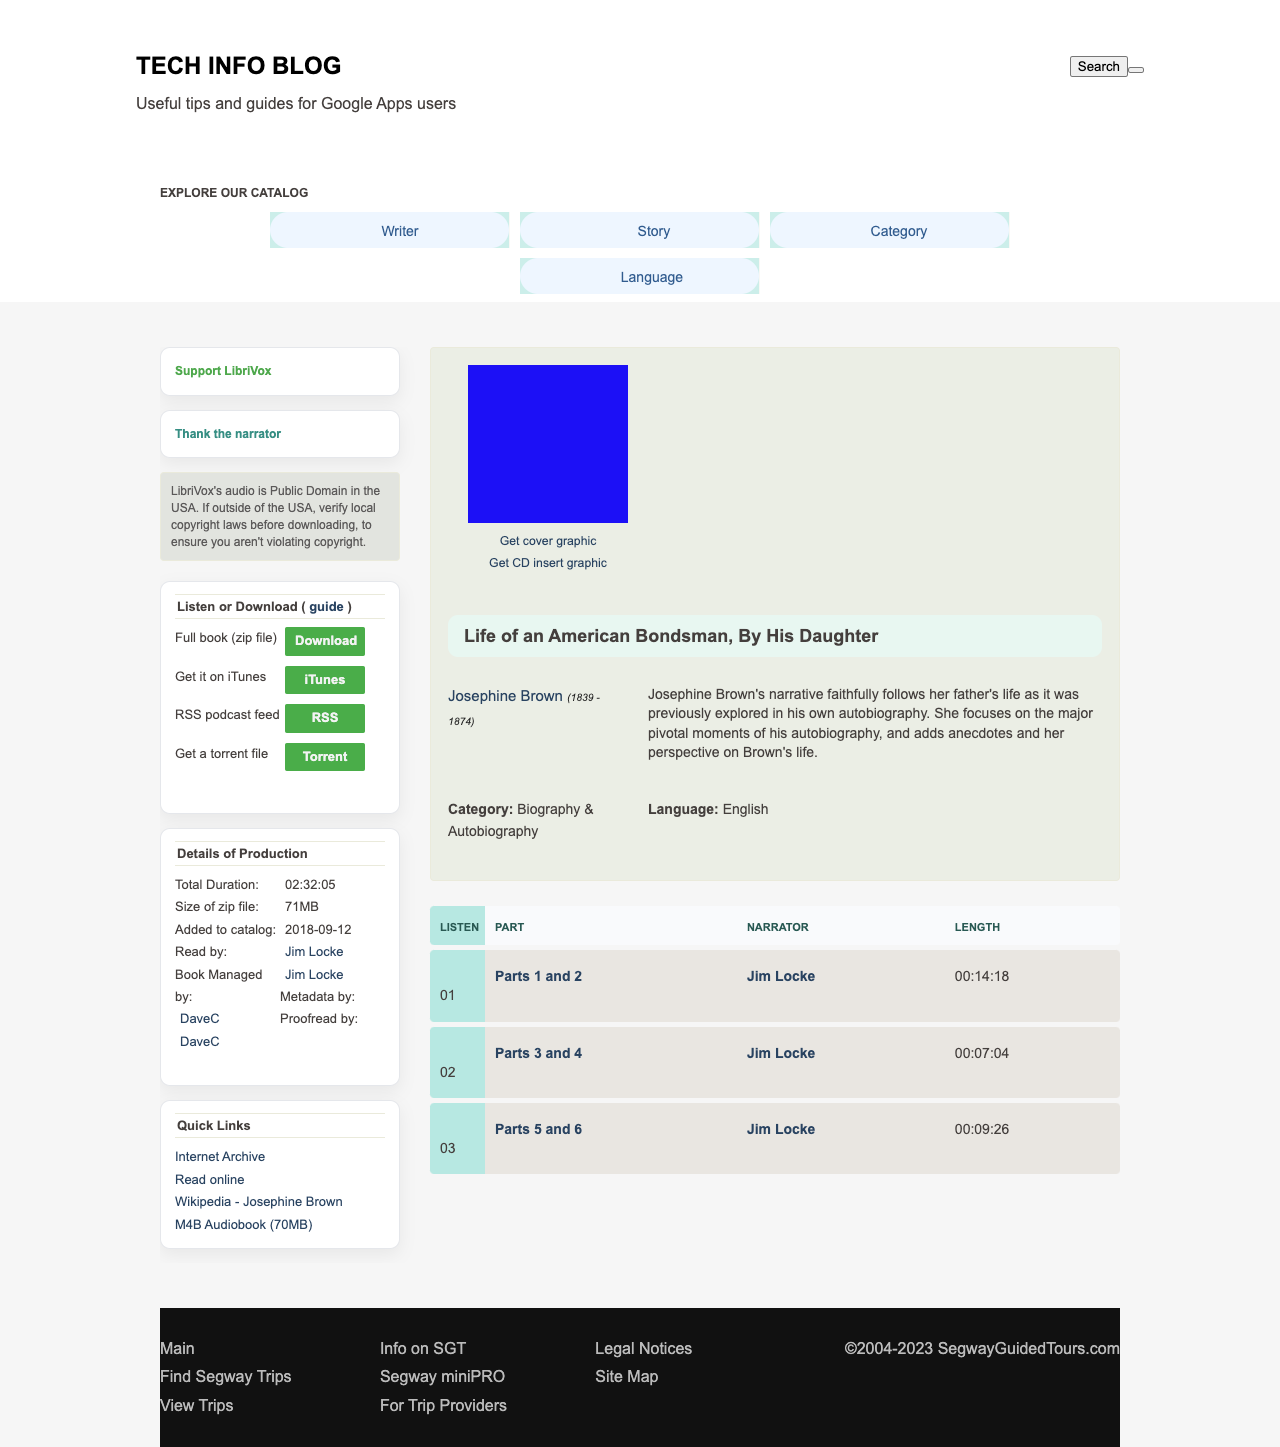 TECH INFO BLOG
Search
Useful tips and guides for Google Apps users
EXPLORE OUR CATALOG
Writer
Story
Category
Language
Support LibriVox
Thank the narrator
LibriVox's audio is Public Domain in the
USA. If outside of the USA, verify local
copyright laws before downloading, to
ensure you aren't violating copyright.
Listen or Download ( guide )
Full book (zip file) Download
Get it on iTunes iTunes
RSS podcast feed RSS
Get a torrent file Torrent
Details of Production
Total Duration: 02:32:05
Size of zip file: 71MB
Added to catalog: 2018-09-12
Read by: Jim Locke
Book Managed Jim Locke
by: Metadata by:
DaveC Proofread by:
DaveC
Quick Links
Internet Archive
Read online
Wikipedia - Josephine Brown
M4B Audiobook (70MB)
Get cover graphic
Get CD insert graphic
Life of an American Bondsman, By His Daughter
Josephine Brown (1839 -
1874)
Josephine Brown's narrative faithfully follows her father's life as it was
previously explored in his own autobiography. She focuses on the major
pivotal moments of his autobiography, and adds anecdotes and her
perspective on Brown's life.
Category: Biography &
Autobiography
Language: English
LISTEN PART NARRATOR LENGTH
01 Parts 1 and 2 Jim Locke 00:14:18
02 Parts 3 and 4 Jim Locke 00:07:04
03 Parts 5 and 6 Jim Locke 00:09:26
Main
Find Segway Trips
View Trips
Info on SGT
Segway miniPRO
For Trip Providers
Legal Notices
Site Map
©2004-2023 SegwayGuidedTours.com